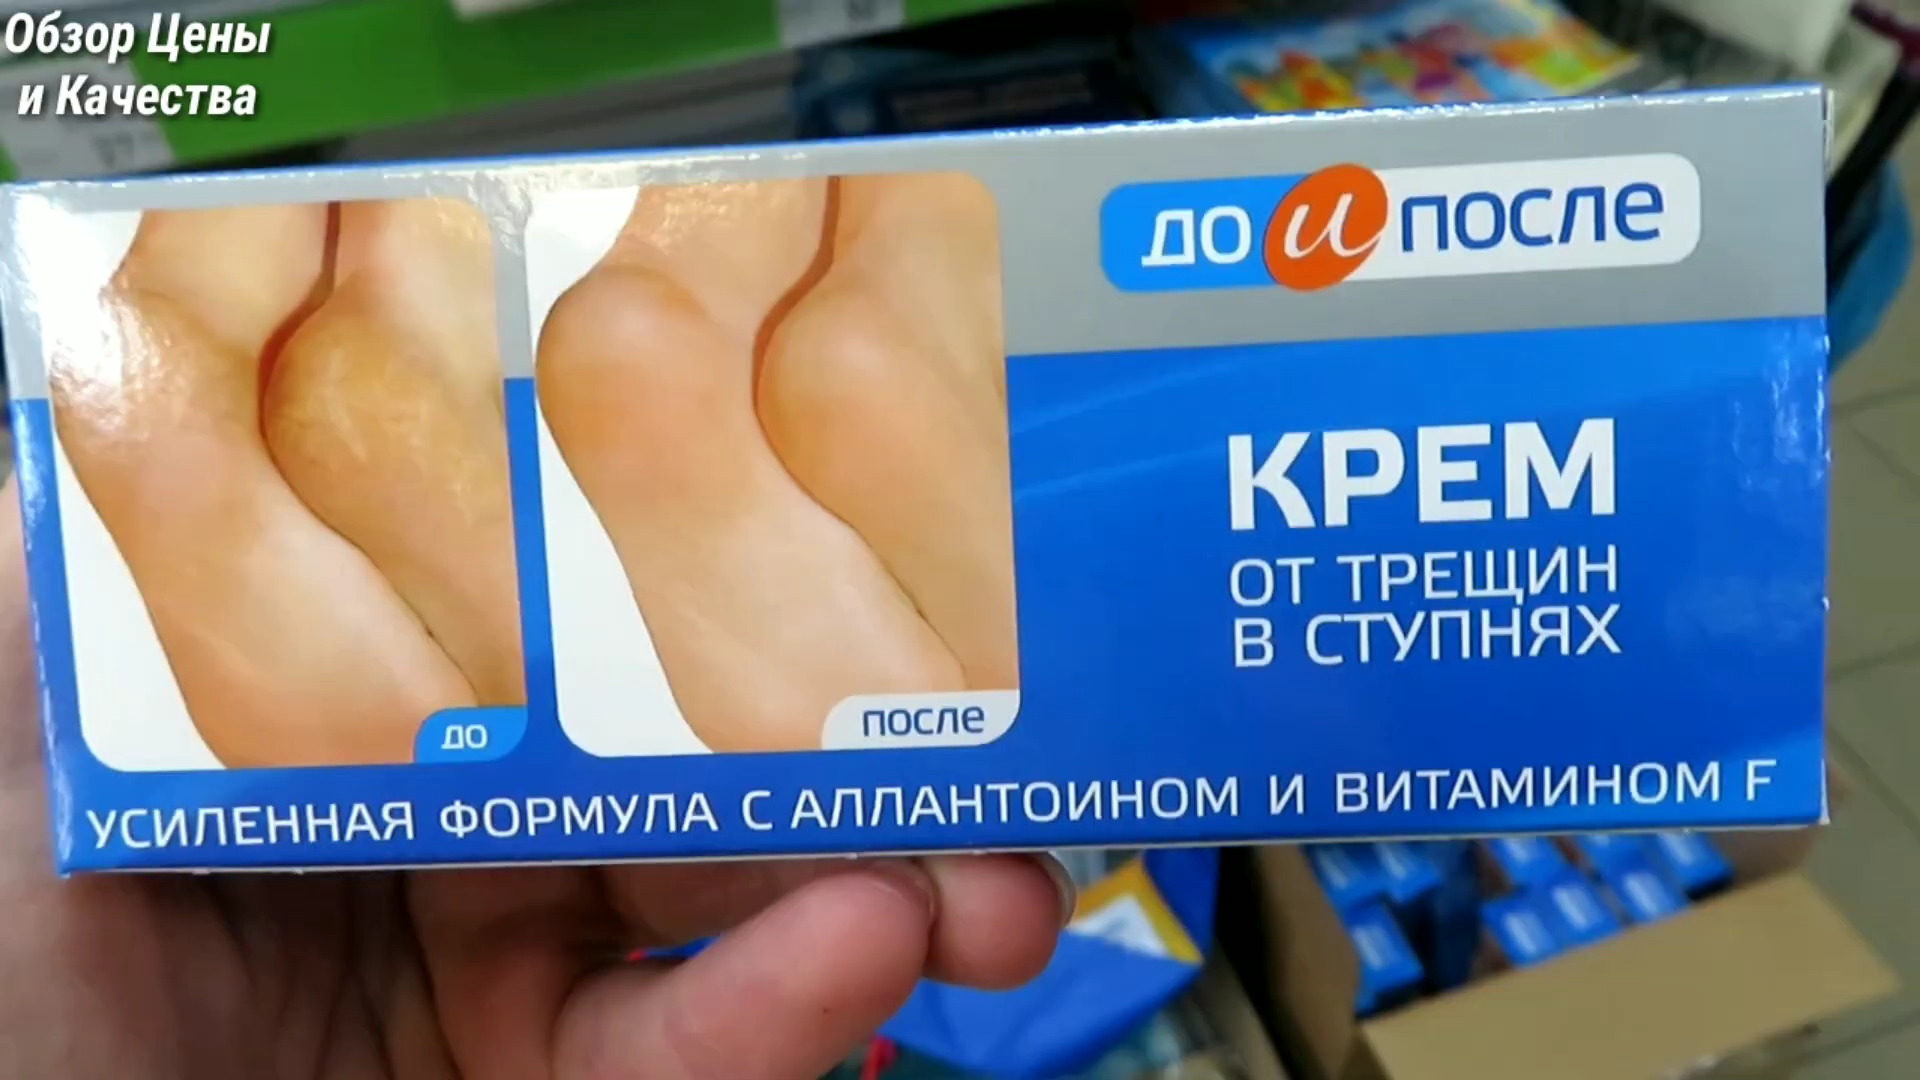 Обзор Цены
и Качества
до и после
КРЕМ
ОТ ТРЕЩИН
В СТУПНЯХ
до
после
УСИЛЕННАЯ ФОРМУЛА С АЛЛАНТОИНОМ И ВИТАМИНОМ F